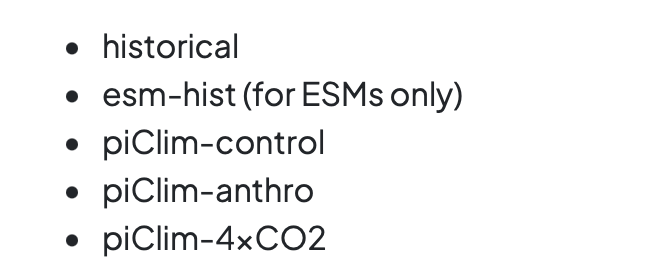 • historical
• esm-hist (for ESMs only)
• piClim-control
• piClim-anthro
• piClim-4×CO2